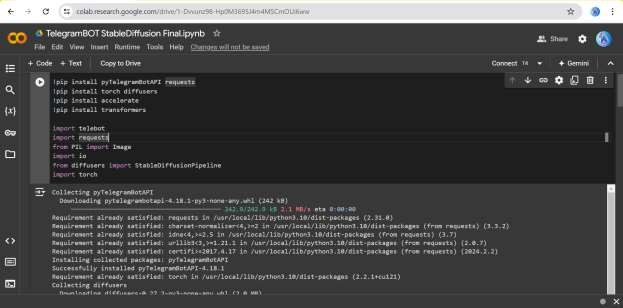 colab.research.google.com/drive/1-Dvvunz98-Hp0M3695J4m4MSCmDUi6ww
TelegramBOT StableDiffusion Final.ipynb
File Edit View Insert Runtime Tools Help Changes will not be saved
Share
+ Code + Text Copy to Drive
Connect T4 Gemini
!pip install pyTelegramBotAPI requests
!pip install torch diffusers
!pip install accelerate
!pip install transformers
import telebot
import requests
from PIL import Image
import io
from diffusers import StableDiffusionPipeline
import torch
Collecting pyTelegramBotAPI
Downloading pytelegrambotapi-4.18.1-py3-none-any.whl (242 kB)
242.9/242.9 kB 2.1 MB/s eta 0:00:00
Requirement already satisfied: requests in /usr/local/lib/python3.10/dist-packages (2.31.0)
Requirement already satisfied: charset-normalizer<4,>=2 in /usr/local/lib/python3.10/dist-packages (from requests) (3.3.2)
Requirement already satisfied: idna<4,>=2.5 in /usr/local/lib/python3.10/dist-packages (from requests) (3.7)
Requirement already satisfied: urllib3<3,>=1.21.1 in /usr/local/lib/python3.10/dist-packages (from requests) (2.0.7)
Requirement already satisfied: certifi>=2017.4.17 in /usr/local/lib/python3.10/dist-packages (from requests) (2024.2.2)
Installing collected packages: pyTelegramBotAPI
Successfully installed pyTelegramBotAPI-4.18.1
Requirement already satisfied: torch in /usr/local/lib/python3.10/dist-packages (2.2.1+cu121)
Collecting diffusers
Downloading diffusers-0.27.2-py3-none-any.whl (2.0 MB)